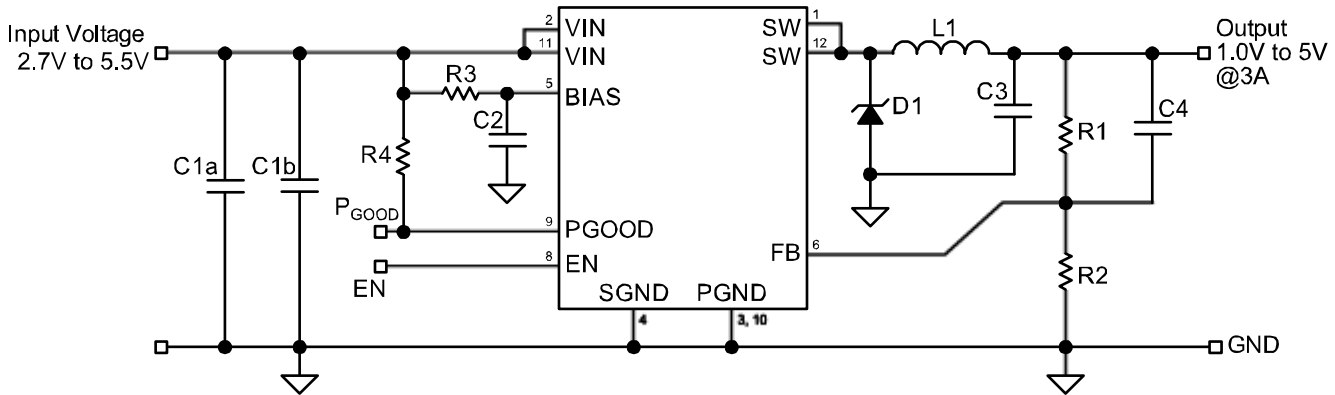 Input Voltage
2.7V to 5.5V
2
VIN
11
VIN
5
BIAS
R3
C2
R4
C1a
C1b
PGOOD
9
PGOOD
8
EN
EN
SGND
PGND
4
3, 10
1
SW
12
SW
L1
D1
C3
R1
C4
6
FB
R2
Output
1.0V to 5V
@3A
GND